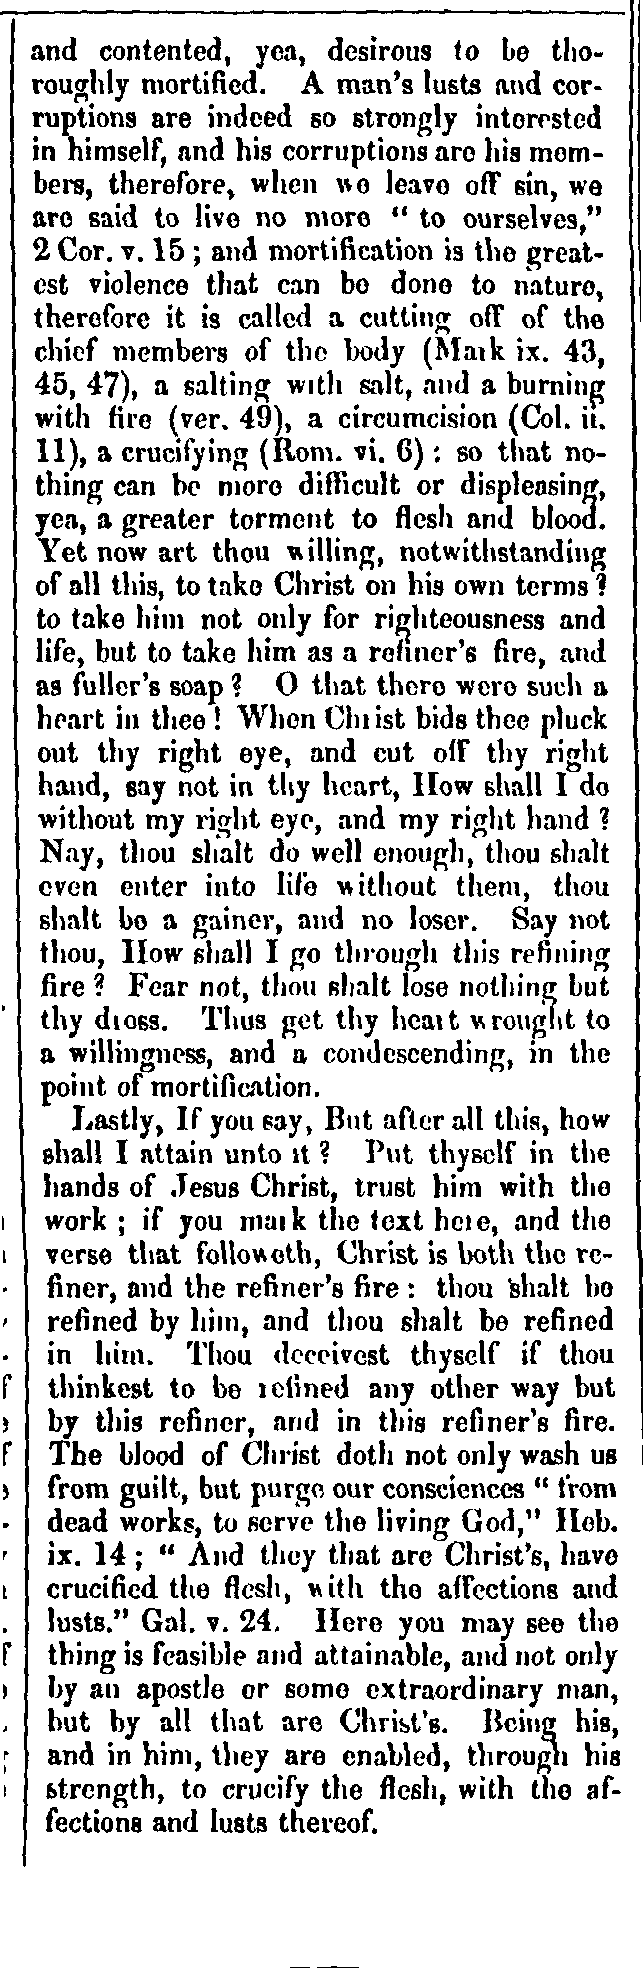 and contented, yea, desirous to be tho-
roughly mortified. A man's lusts and cor-
ruptions are indeed so strongly interested
in himself, and his corruptions are his mem-
bers, therefore, when we leave off sin, we
are said to live no more “ to ourselves,”
2 Cor. v. 15 ; and mortification is the great-
est violence that can be done to nature,
therefore it is called a cutting off of the
chief members of the body (Mark ix. 43,
45, 47), a salting with salt, and a burning
with fire (ver. 49), a circumcision (Col. ii.
11), a crucifying (Rom. vi. 6) : so that no-
thing can be more difficult or displeasing,
yea, a greater torment to flesh and blood.
Yet now art thou willing, notwithstanding
of all this, to take Christ on his own terms ?
to take him not only for righteousness and
life, but to take him as a refiner's fire, and
as fuller's soap ? O that there were such a
heart in thee ! When Christ bids thee pluck
out thy right eye, and cut off thy right
hand, say not in thy heart, How shall I do
without my right eye, and my right hand ?
Nay, thou shalt do well enough, thou shalt
even enter into life without them, thou
shalt be a gainer, and no loser. Say not
thou, How shall I go through this refining
fire ? Fear not, thou shalt lose nothing but
thy dross. Thus get thy heart wrought to
a willingness, and a condescending, in the
point of mortification.
Lastly, If you say, But after all this, how
shall I attain unto it ? Put thyself in the
hands of Jesus Christ, trust him with the
work ; if you mark the text here, and the
verse that followeth, Christ is both the re-
finer, and the refiner's fire : thou shalt be
refined by him, and thou shalt be refined
in him. Thou deceivest thyself if thou
thinkest to be refined any other way but
by this refiner, and in this refiner's fire.
The blood of Christ doth not only wash us
from guilt, but purge our consciences “ from
dead works, to serve the living God,” Heb.
ix. 14 ; “ And they that are Christ's, have
crucified the flesh, with the affections and
lusts.” Gal. v. 24. Here you may see the
thing is feasible and attainable, and not only
by an apostle or some extraordinary man,
but by all that are Christ's. Being his,
and in him, they are enabled, through his
strength, to crucify the flesh, with the af-
fections and lusts thereof.